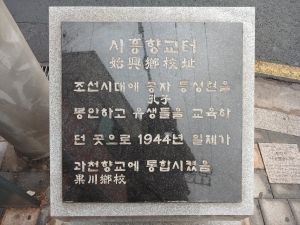 시흥향교터
始興鄕校址
조선시대에 공자 등성현을
孔子
봉안하고 유생들을 교육하
던 곳으로 1944년 일제가
과천향교에 통합시켰음
果川鄕校